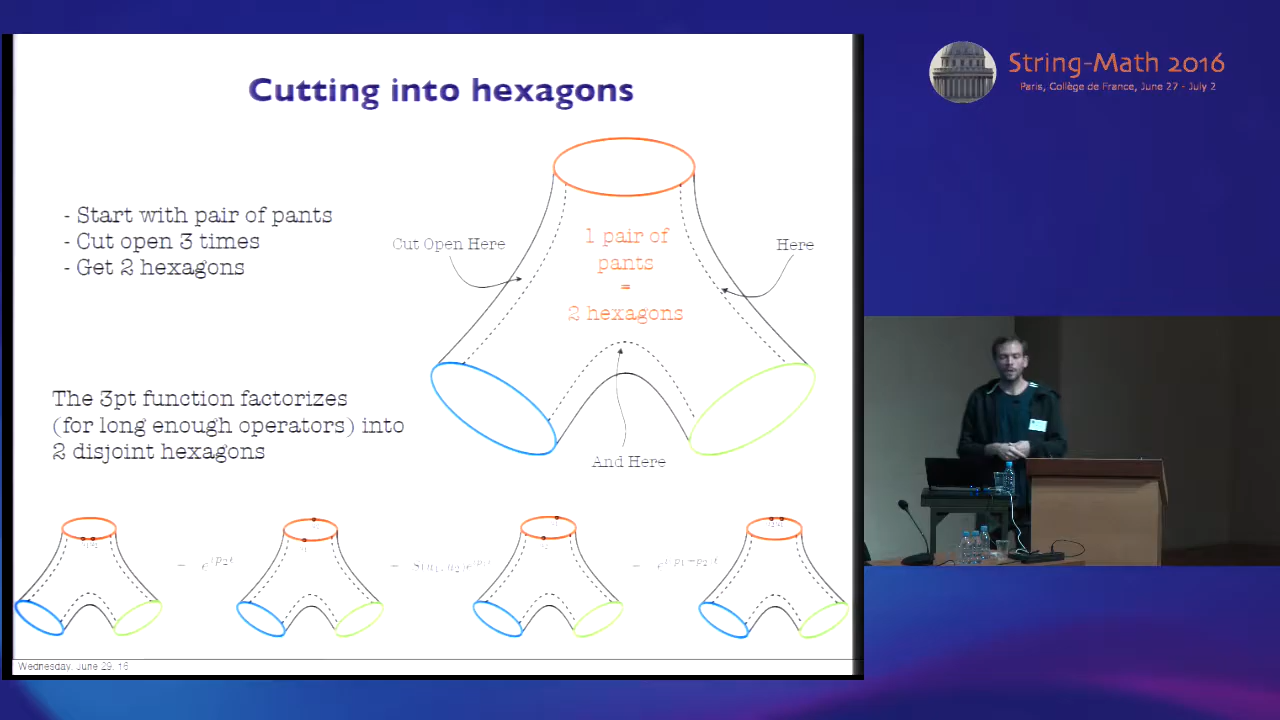 Cutting into hexagons
String-Math 2016
Paris, Collège de France, June 27 - July 2
- Start with pair of pants
- Cut open 3 times
- Get 2 hexagons
Cut Open Here
1 pair of
pants
=
2 hexagons
Here
And Here
The 3pt function factorizes
(for long enough operators) into
2 disjoint hexagons
Wednesday, June 29, 16